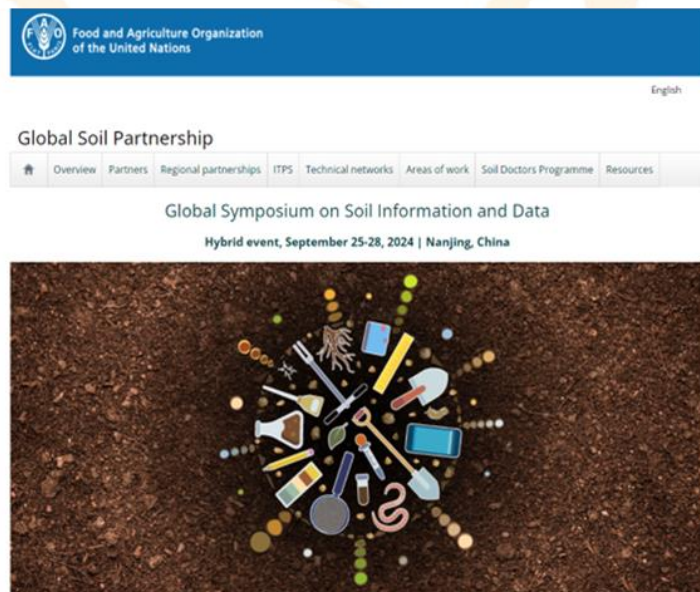 FAO
Food and Agriculture Organization
of the United Nations
English
Global Soil Partnership
Overview Partners Regional partnerships ITPS Technical networks Areas of work Soil Doctors Programme Resources
Global Symposium on Soil Information and Data
Hybrid event, September 25-28, 2024 | Nanjing, China